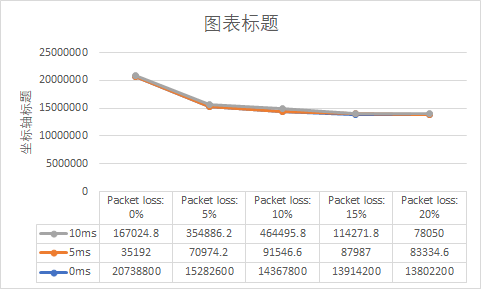 图表标题
25000000
20000000
15000000
10000000
5000000
0
坐标轴标题
Packet loss: 0% Packet loss: 5% Packet loss: 10% Packet loss: 15% Packet loss: 20%
10ms 167024.8 354886.2 464495.8 114271.8 78050
5ms 35192 70974.2 91546.6 87987 83334.6
0ms 20738800 15282600 14367800 13914200 13802200